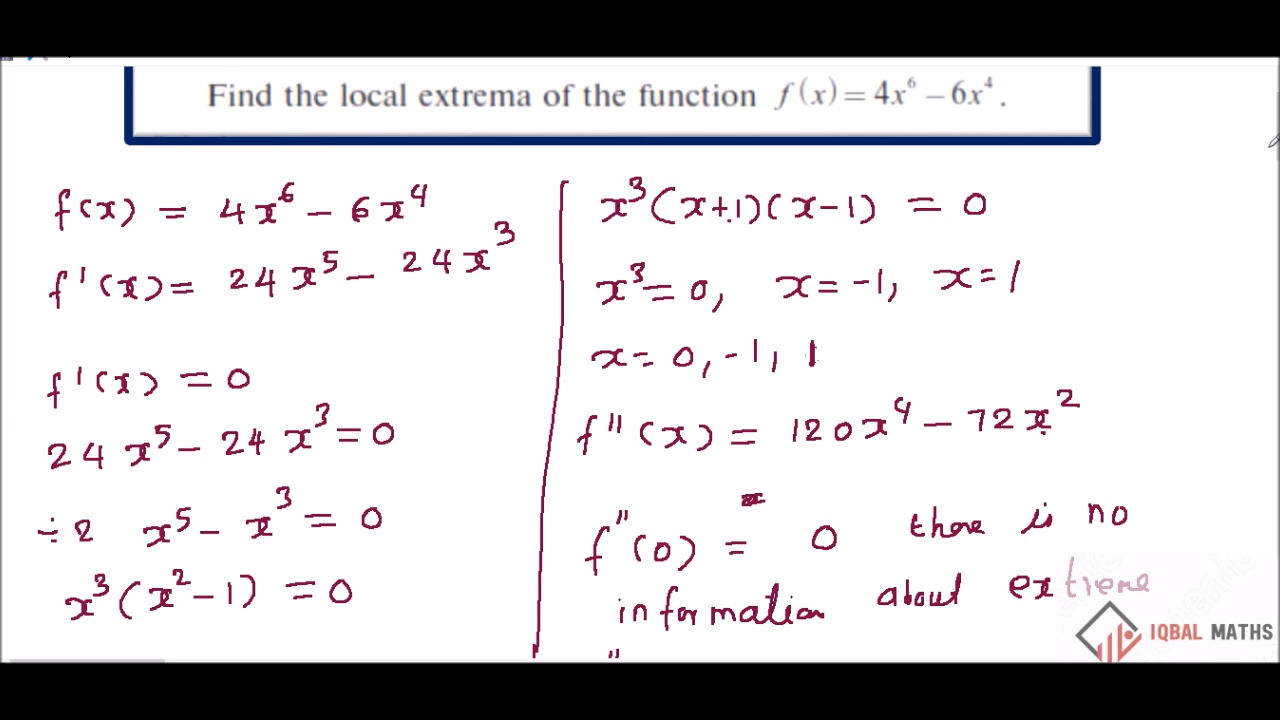 Find the local extrema of the function f(x) = 4x⁶ – 6x⁴.
f(x) = 4x⁶ – 6x⁴
f'(x) = 24x⁵ – 24x³
f'(x) = 0
24x⁵ – 24x³ = 0
÷2 x⁵ – x³ = 0
x³(x² – 1) = 0
x³(x+1)(x–1) = 0
x³ = 0, x = –1, x = 1
x = 0, –1, 1
f''(x) = 120x⁴ – 72x²
f''(0) = 0 there is no
information about extreme
"
IQBAL MATHS